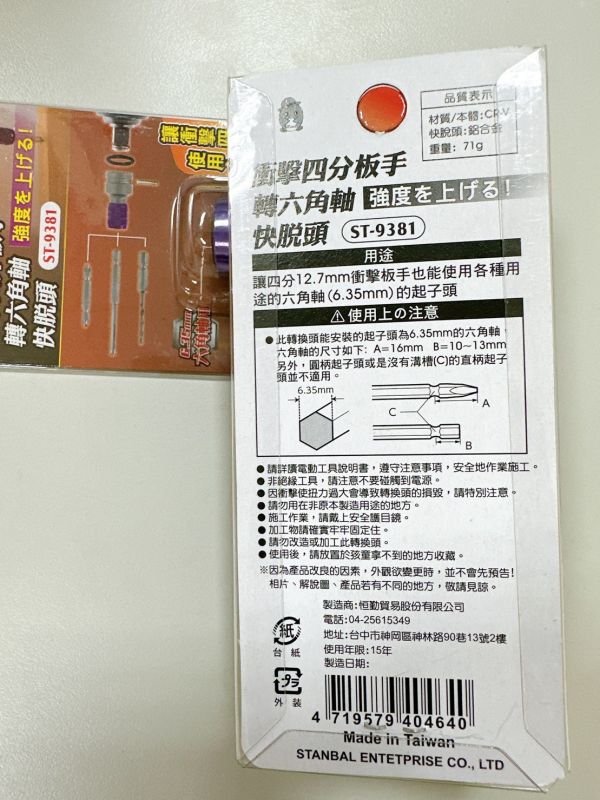 品質表示
材質/本體:CR-V
快脫頭:鋁合金
重量: 71g
衝擊四分板手
轉六角軸 強度を上げる!
快脫頭 ST-9381
用途
讓四分12.7mm衝擊板手也能使用各種用
途的六角軸(6.35mm)的起子頭
⚠使用上の注意
●此轉換頭能安裝的起子頭為6.35mm的六角軸,
六角軸的尺寸如下: A=16mm B=10~13mm
另外,圓柄起子頭或是沒有溝槽(C)的直柄起子
頭並不適用。
6.35mm
C
A
B
●請詳讀電動工具說明書,遵守注意事項,安全地作業施工。
●非絕緣工具,請注意不要碰觸到電源。
●因衝擊使扭力過大會導致轉換頭的損毀,請特別注意。
●請勿用在非原本製造用途的地方。
●施工作業,請戴上安全護目鏡。
●加工物請確實牢牢固定住。
●請勿改造或加工此轉換頭。
●使用後,請放置於孩童拿不到的地方收藏。
※因為產品改良的因素,外觀欲變更時,並不會先預告!
相片、解說圖、產品若有不同的地方,敬請見諒。
紙
台紙
プラ
外装
製造商:恒勤貿易股份有限公司
電話:04-25615349
地址:台中市神岡區神林路90巷13號2樓
使用年限:15年
製造日期:
4 719579 404640
Made in Taiwan
STANBAL ENTETPRISE CO., LTD
讓衝擊四
使用
轉六角軸 強度を上げる!
快脫頭 ST-9381
6.35mm
六角軸